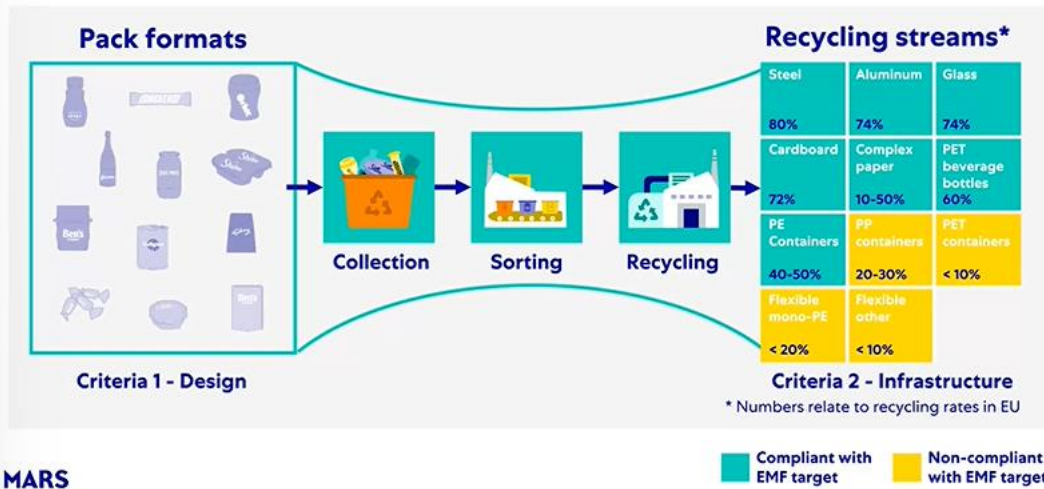 Pack formats
Recycling streams*
Steel
80%
Aluminum
74%
Glass
74%
Cardboard
72%
Complex
paper
10-50%
PET
beverage
bottles
60%
PE
Containers
40-50%
PP
containers
20-30%
PET
containers
< 10%
Flexible
mono-PE
< 20%
Flexible
other
< 10%
Collection
Sorting
Recycling
Ben's
Criteria 1 - Design
Criteria 2 - Infrastructure
* Numbers relate to recycling rates in EU
MARS
Compliant with
EMF target
Non-compliant
with EMF target